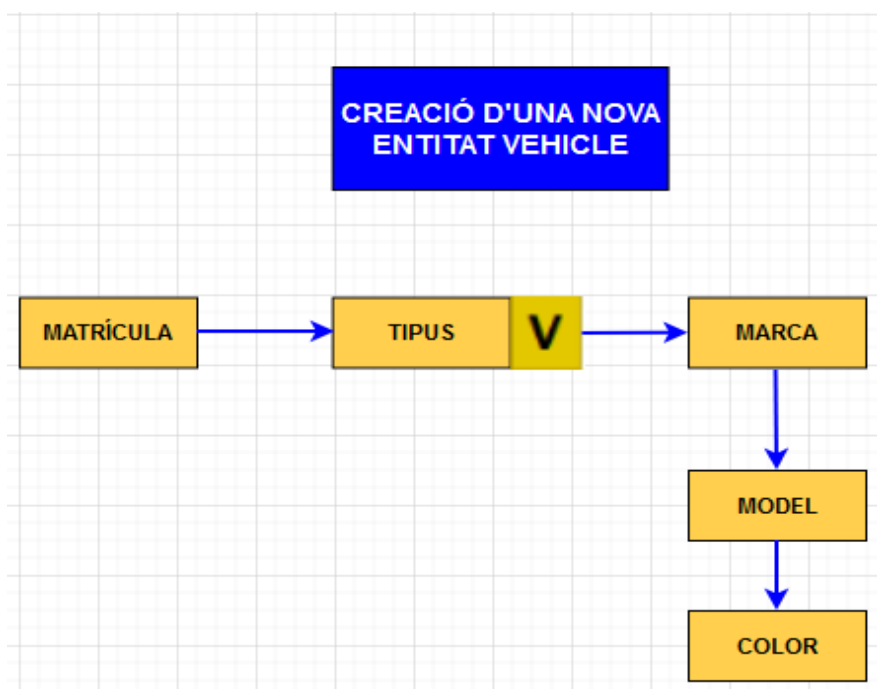 CREACIÓ D'UNA NOVA
ENTITAT VEHICLE
MATRÍCULA
TIPUS
V
MARCA
MODEL
COLOR